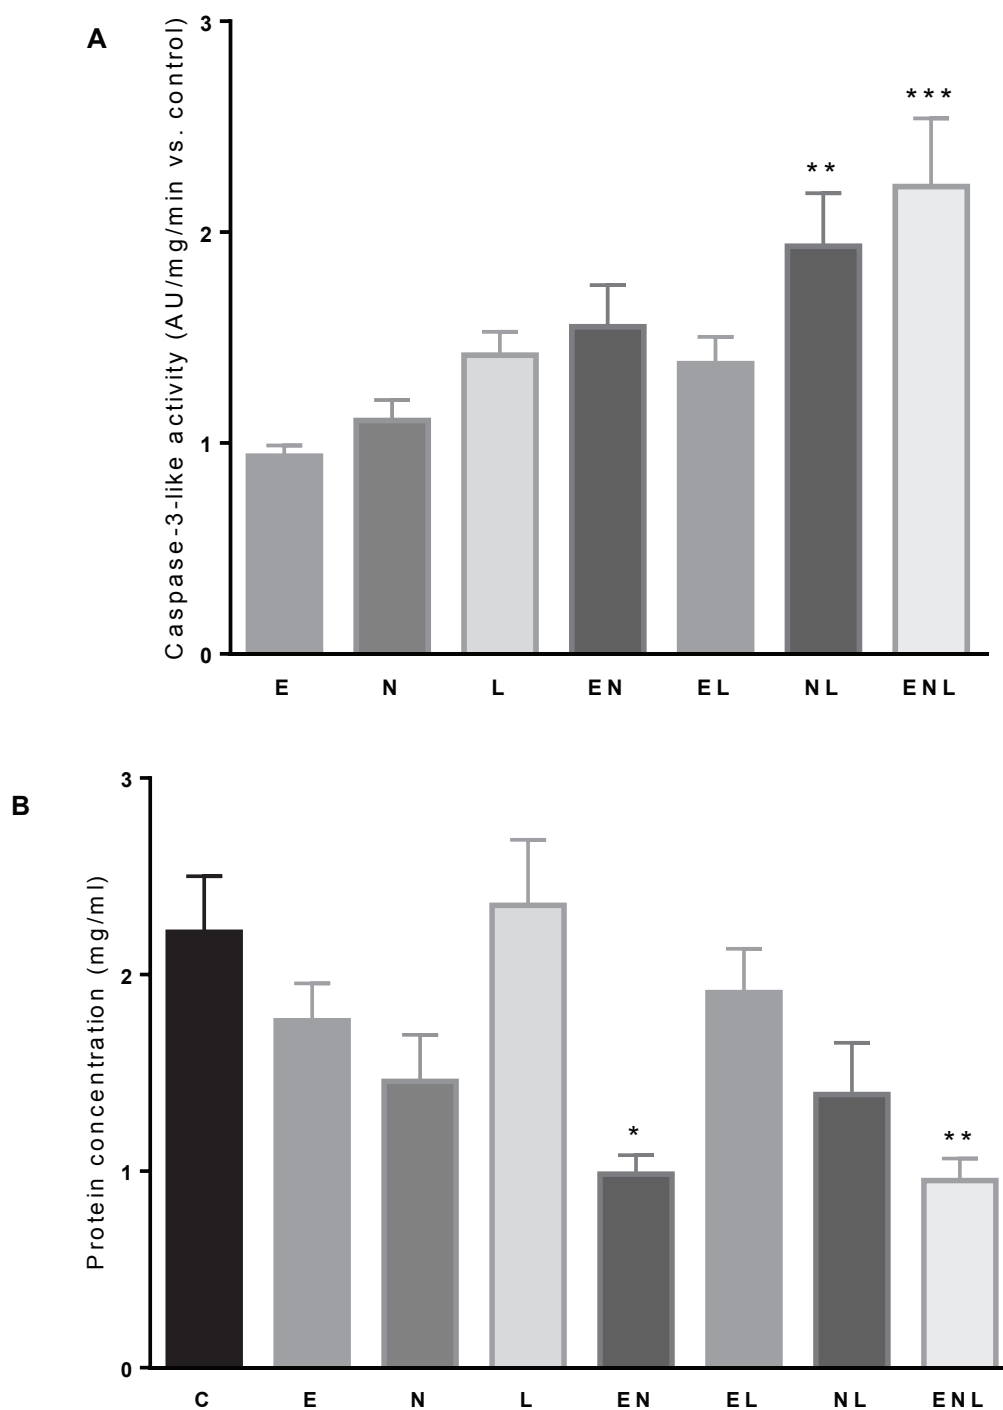 A
Caspase-3-like activity (AU/mg/min vs. control)
3
2
1
0
**
***
E N L EN EL NL ENL
B
Protein concentration (mg/ml)
3
2
1
0
*
**
C E N L EN EL NL ENL